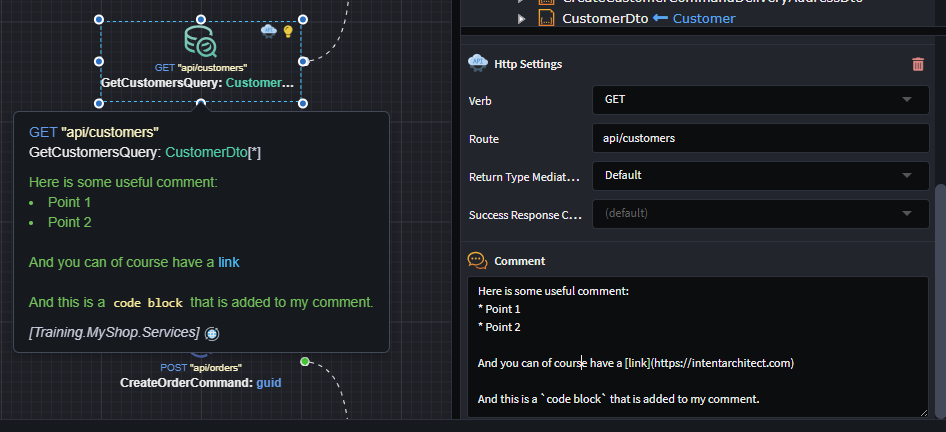 GET "api/customers"
GetCustomersQuery: Customer...
GET "api/customers"
GetCustomersQuery: CustomerDto[*]
Here is some useful comment:
• Point 1
• Point 2
And you can of course have a link
And this is a code block that is added to my comment.
[Training.MyShop.Services]
POST "api/orders"
CreateOrderCommand: guid
CreateCustomerCommandDeliveryAddressDto
CustomerDto Customer
Http Settings
Verb
GET
Route
api/customers
Return Type Mediat...
Default
Success Response C...
(default)
Comment
Here is some useful comment:
* Point 1
* Point 2
And you can of course have a [link](https://intentarchitect.com)
And this is a `code block` that is added to my comment.